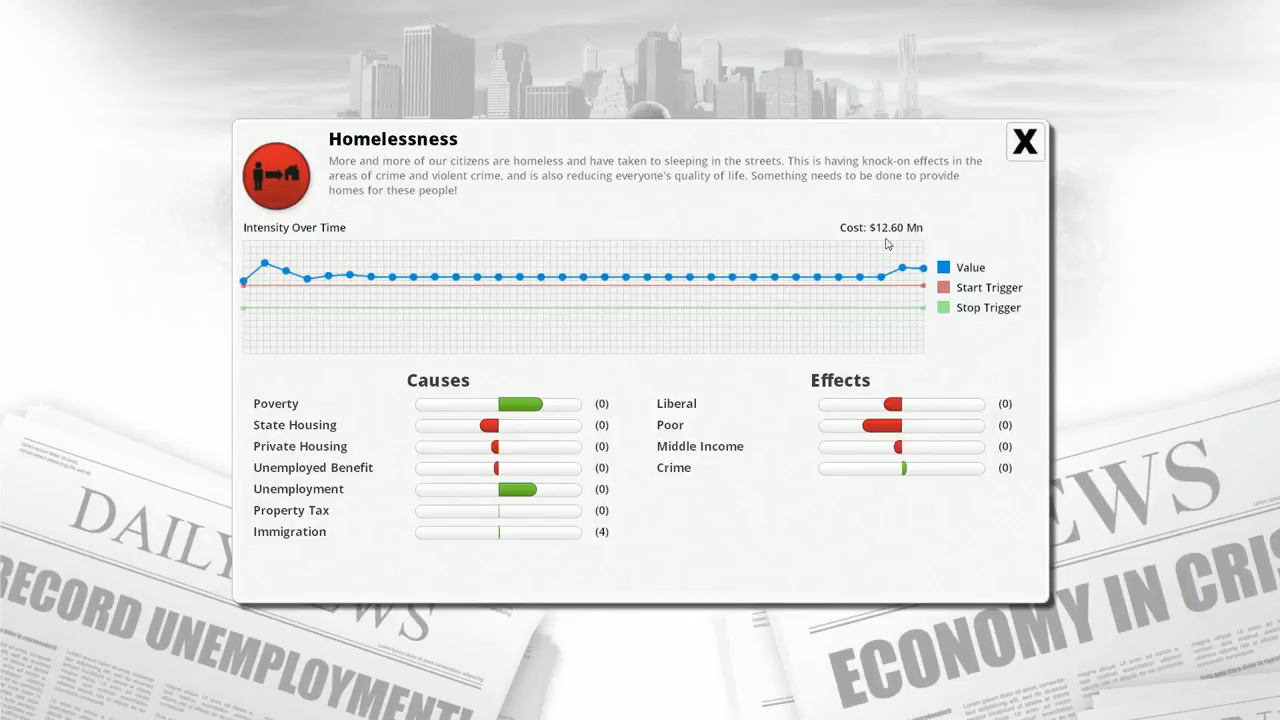 Homelessness
X
More and more of our citizens are homeless and have taken to sleeping in the streets. This is having knock-on effects in the
areas of crime and violent crime, and is also reducing everyone's quality of life. Something needs to be done to provide
homes for these people!
Intensity Over Time
Cost: $12.60 Mn
Value
Start Trigger
Stop Trigger
Causes
Poverty (0)
State Housing (0)
Private Housing (0)
Unemployed Benefit (0)
Unemployment (0)
Property Tax (0)
Immigration (4)
Effects
Liberal (0)
Poor (0)
Middle Income (0)
Crime (0)
DAILY NEWS
RECORD UNEMPLOYMENT!
EWS
ECONOMY IN CRIS